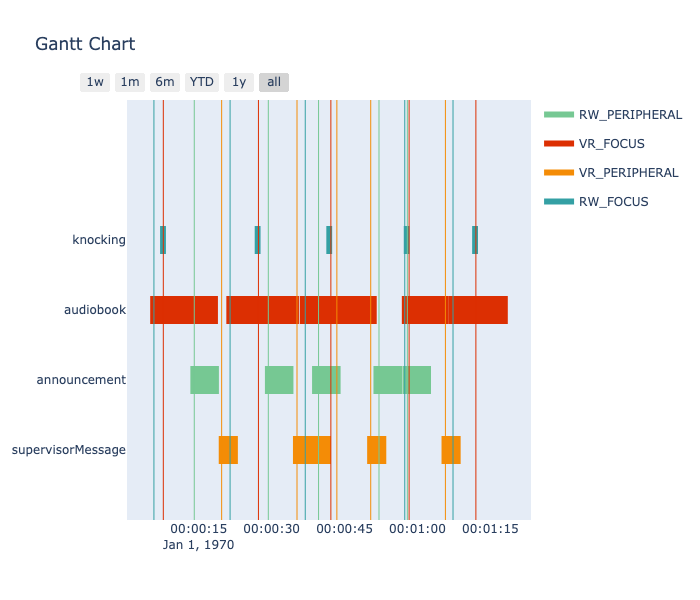 Gantt Chart
1w 1m 6m YTD 1y all
RW_PERIPHERAL
VR_FOCUS
VR_PERIPHERAL
RW_FOCUS
knocking
audiobook
announcement
supervisorMessage
00:00:15 00:00:30 00:00:45 00:01:00 00:01:15
Jan 1, 1970